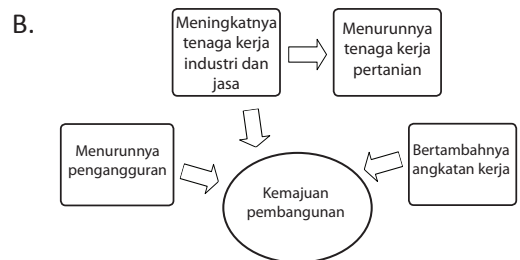 B.
Meningkatnya
tenaga kerja
industri dan
jasa
Menurunnya
tenaga kerja
pertanian
Menurunnya
pengangguran
Kemajuan
pembangunan
Bertambahnya
angkatan kerja